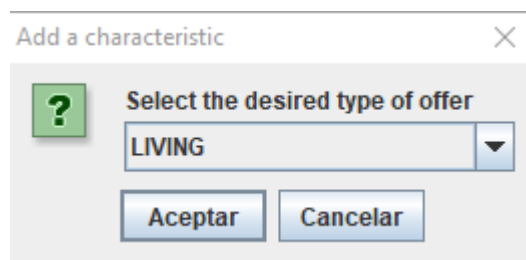 Add a characteristic
Select the desired type of offer
LIVING
Aceptar Cancelar